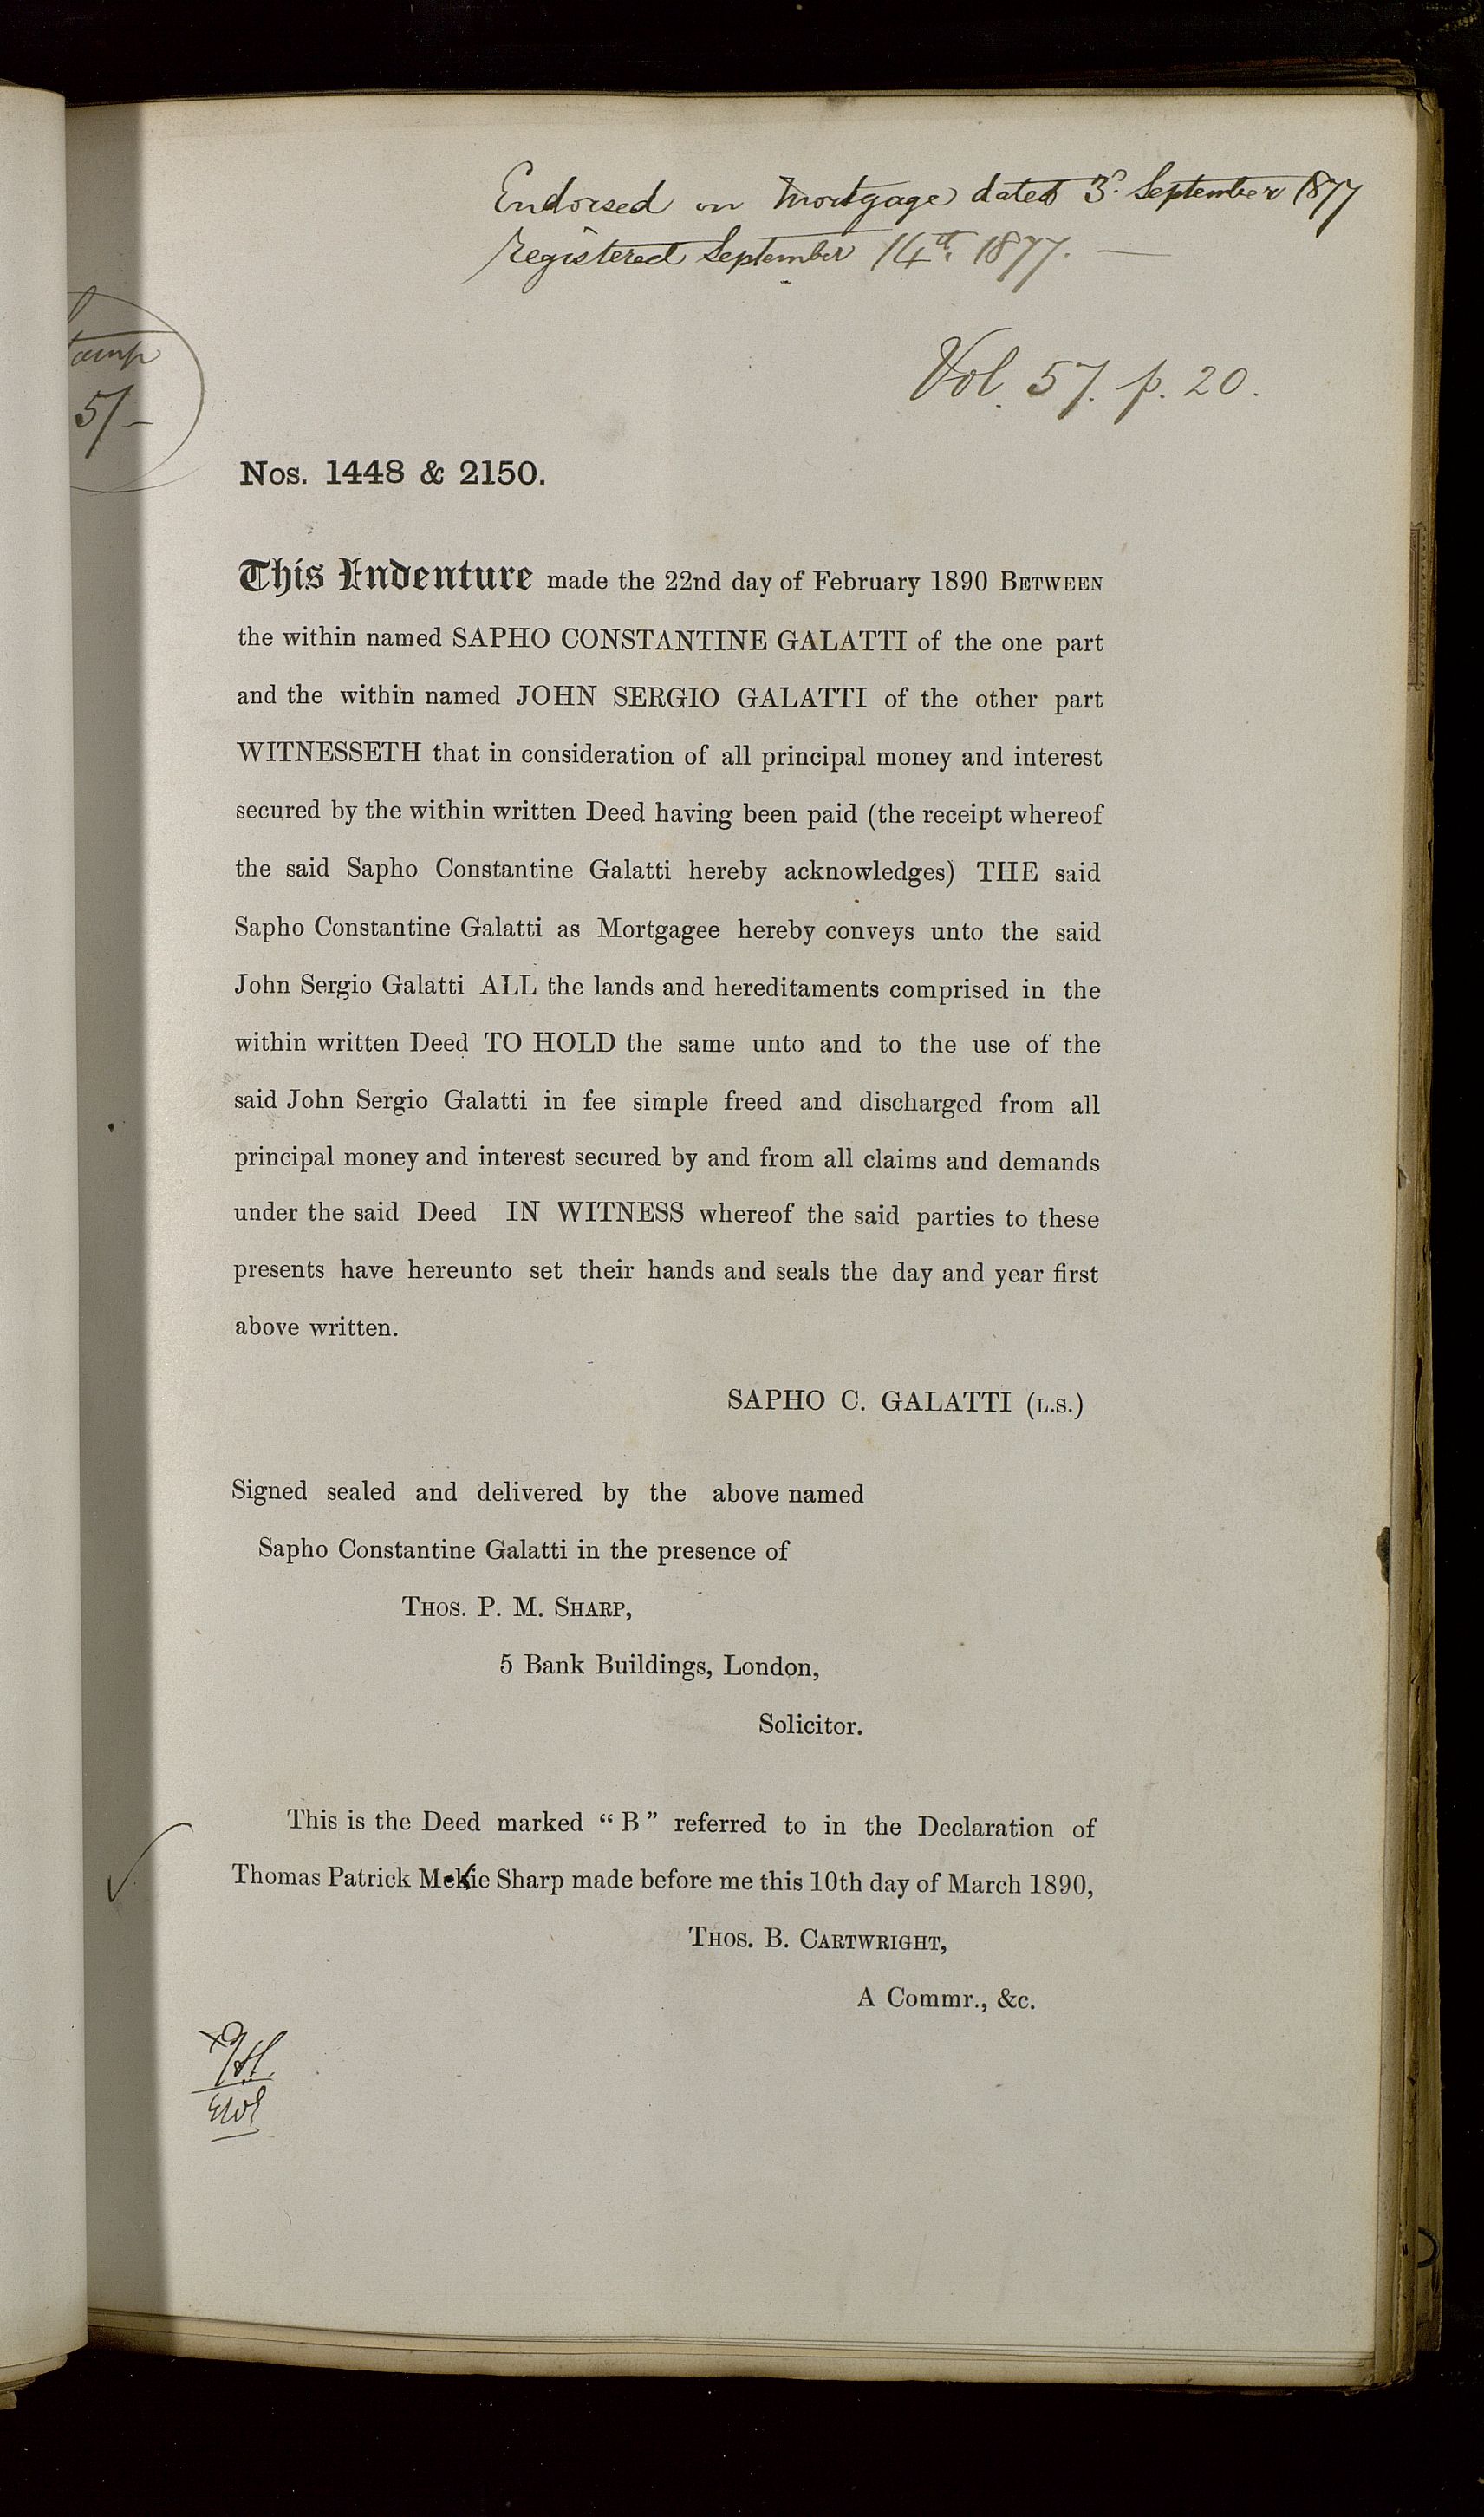 Endorsed on Mortgage dated 3d. September 1877
Registered September 14th. 1877. —
Vol. 57. p. 20.
tamp
5/-
Nos. 1448 & 2150.
This Indenture made the 22nd day of February 1890 BETWEEN
the within named SAPHO CONSTANTINE GALATTI of the one part
and the within named JOHN SERGIO GALATTI of the other part
WITNESSETH that in consideration of all principal money and interest
secured by the within written Deed having been paid (the receipt whereof
the said Sapho Constantine Galatti hereby acknowledges) THE said
Sapho Constantine Galatti as Mortgagee hereby conveys unto the said
John Sergio Galatti ALL the lands and hereditaments comprised in the
within written Deed TO HOLD the same unto and to the use of the
said John Sergio Galatti in fee simple freed and discharged from all
principal money and interest secured by and from all claims and demands
under the said Deed IN WITNESS whereof the said parties to these
presents have hereunto set their hands and seals the day and year first
above written.
SAPHO C. GALATTI (L.S.)
Signed sealed and delivered by the above named
Sapho Constantine Galatti in the presence of
THOS. P. M. SHARP,
5 Bank Buildings, London,
Solicitor.
This is the Deed marked “B” referred to in the Declaration of
Thomas Patrick Sharp made before me this 10th day of March 1890,
THOS. B. CARTWRIGHT,
A Commr., &c.